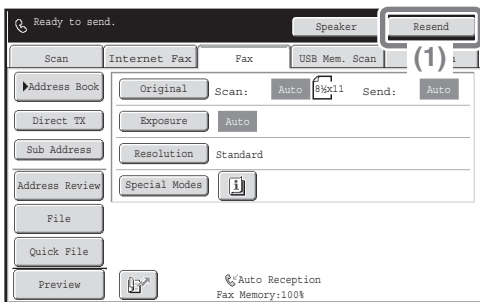 Ready to send.
Speaker
Resend
Scan
Internet Fax
Fax
USB Mem. Scan
(1)
Address Book
Original
Scan:
Auto
8½x11
Send:
Auto
Direct TX
Exposure
Auto
Sub Address
Resolution
Standard
Address Review
Special Modes
File
Quick File
Preview
Auto Reception
Fax Memory:100%